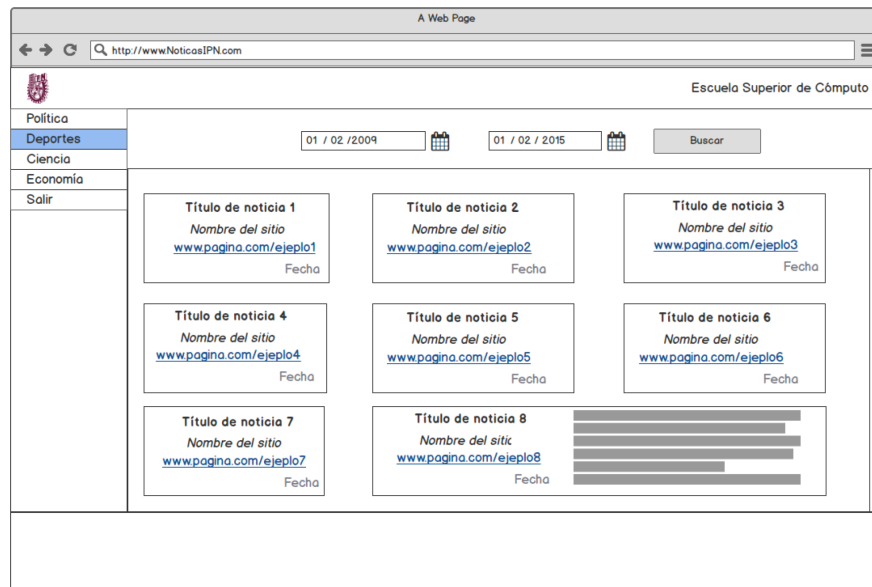 A Web Page
http://www.NoticasIPN.com
Escuela Superior de Cómputo
Política
Deportes
Ciencia
Economía
Salir
01 / 02 /2009
01 / 02 / 2015
Buscar
Título de noticia 1
Nombre del sitio
www.pagina.com/ejeplo1
Fecha
Título de noticia 2
Nombre del sitio
www.pagina.com/ejeplo2
Fecha
Título de noticia 3
Nombre del sitio
www.pagina.com/ejeplo3
Fecha
Título de noticia 4
Nombre del sitio
www.pagina.com/ejeplo4
Fecha
Título de noticia 5
Nombre del sitio
www.pagina.com/ejeplo5
Fecha
Título de noticia 6
Nombre del sitio
www.pagina.com/ejeplo6
Fecha
Título de noticia 7
Nombre del sitio
www.pagina.com/ejeplo7
Fecha
Título de noticia 8
Nombre del sitic
www.pagina.com/ejeplo8
Fecha